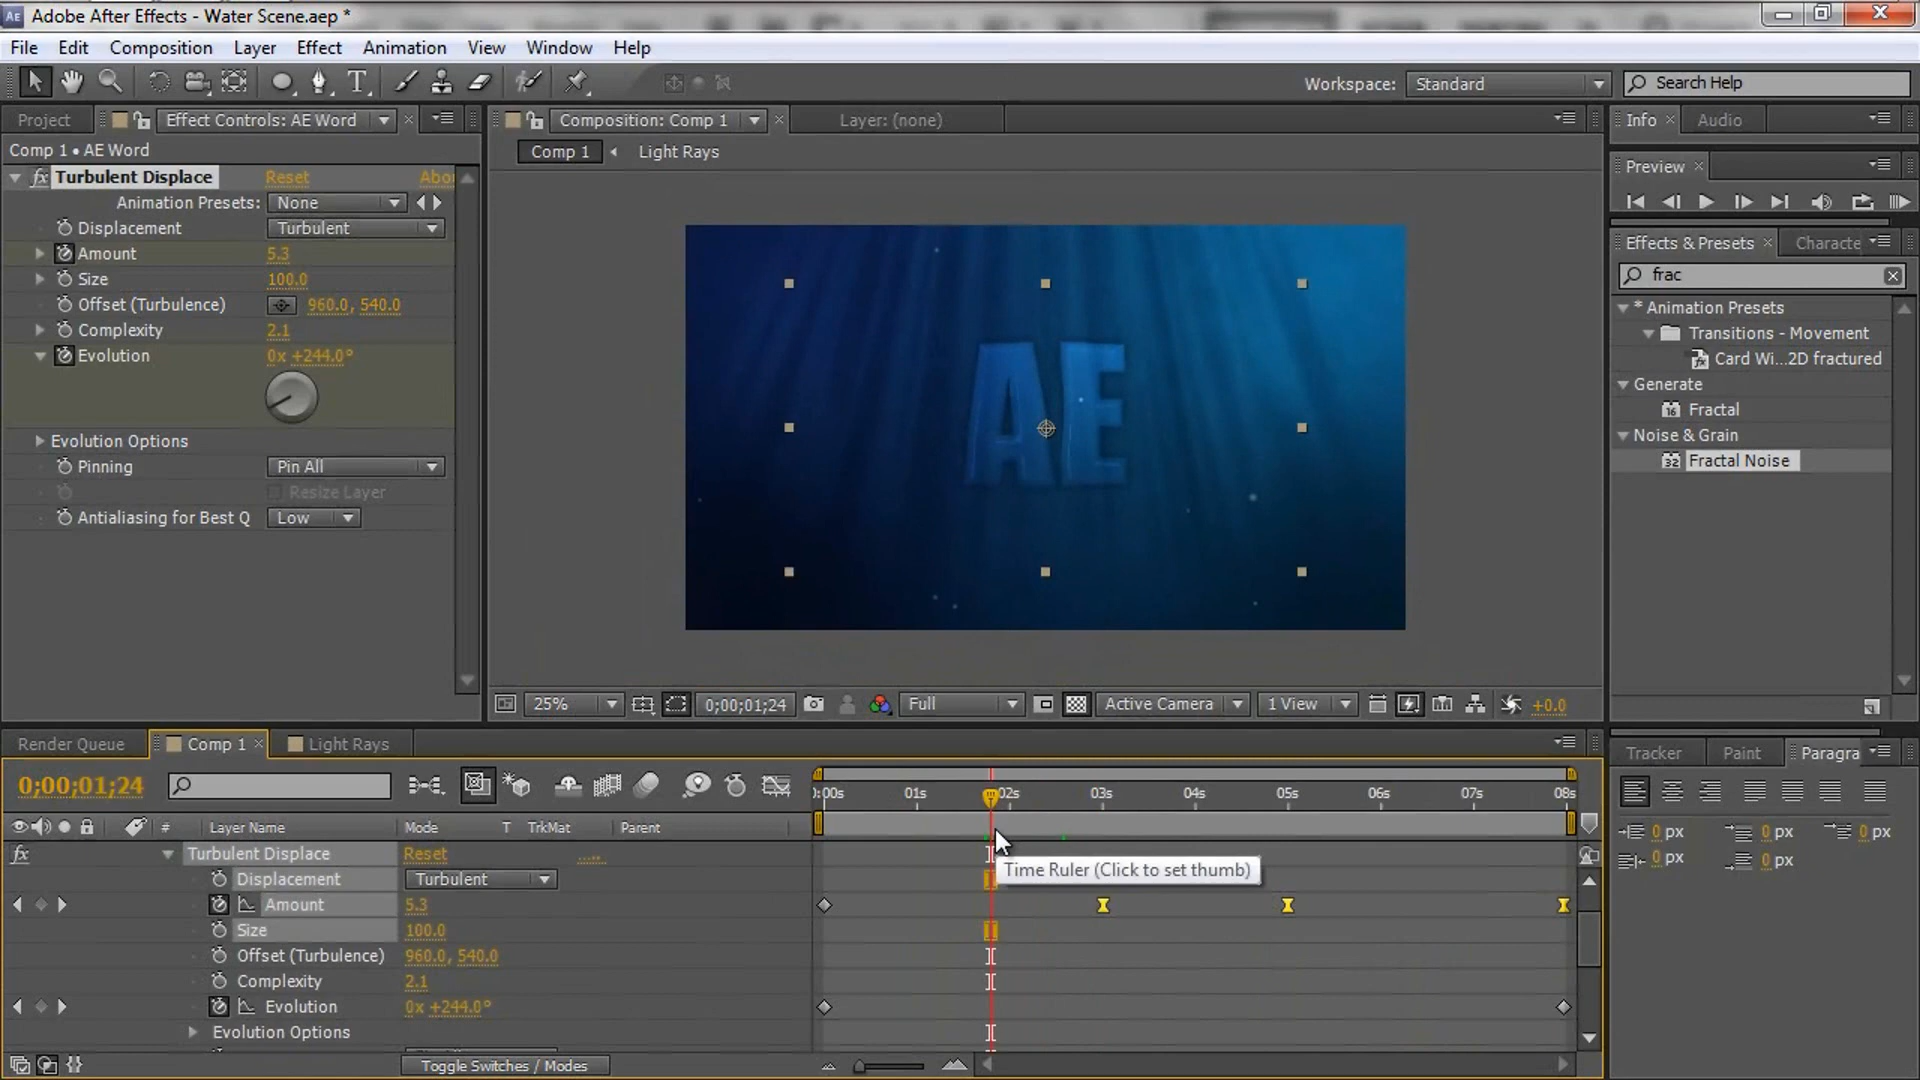 Adobe After Effects - Water Scene.aep *
File Edit Composition Layer Effect Animation View Window Help
Workspace: Standard Search Help
Project Effect Controls: AE Word
Comp 1 • AE Word
fx Turbulent Displace Reset Abo
Animation Presets: None
Displacement Turbulent
Amount 5.3
Size 100.0
Offset (Turbulence) 960.0, 540.0
Complexity 2.1
Evolution 0x +244.0°
Evolution Options
Pinning Pin All
Resize Layer
Antialiasing for Best Q Low
Composition: Comp 1 Layer: (none)
Comp 1 Light Rays
AE
25% 0;00;01;24 Full Active Camera 1 View +0.0
Info Audio
Preview
Effects & Presets Characte
frac
* Animation Presets
Transitions - Movement
Card Wi...2D fractured
Generate
Fractal
Noise & Grain
Fractal Noise
Render Queue Comp 1 Light Rays
0;00;01;24
):00s 01s 02s 03s 04s 05s 06s 07s 08s
# Layer Name Mode T TrkMat Parent
fx Turbulent Displace Reset .....
Displacement Turbulent
Time Ruler (Click to set thumb)
Amount 5.3
Size 100.0
Offset (Turbulence) 960.0, 540.0
Complexity 2.1
Evolution 0x +244.0°
Evolution Options
Toggle Switches / Modes
Tracker Paint Paragra
0 px 0 px 0 px
0 px 0 px